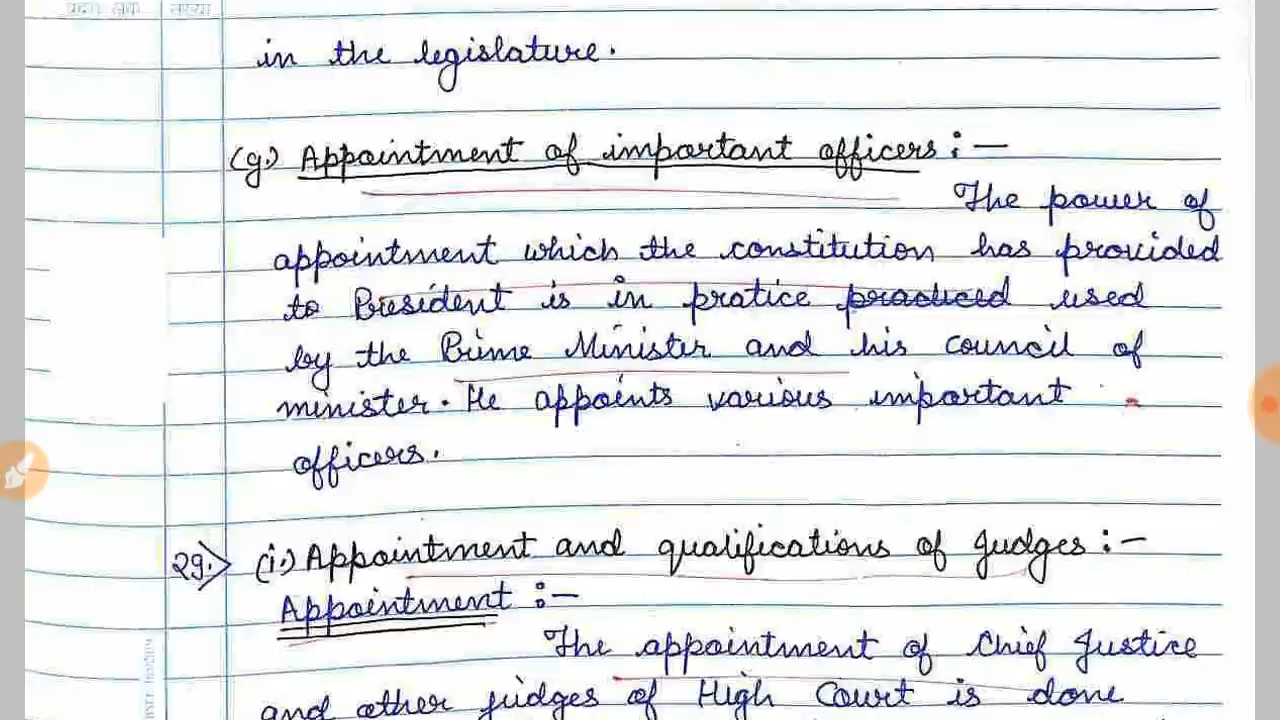 प्रश्न क्रमांक
in the legislature.
(g.) Appointment of important officers :-
The power of
appointment which the constitution has provided
to President is in pratice practiced used
by the Prime Minister and his council of
minister. He appoints various important
officers.
29. (i.) Appointment and qualifications of judges :-
Appointment :-
The appointment of Chief Justice
and other judges of High Court is done